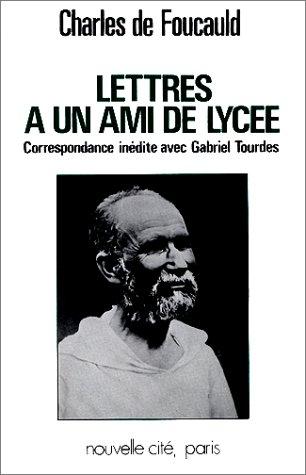 Charles de Foucauld
LETTRES
A UN AMI DE LYCEE
Correspondance inédite avec Gabriel Tourdes
nouvelle cité, paris